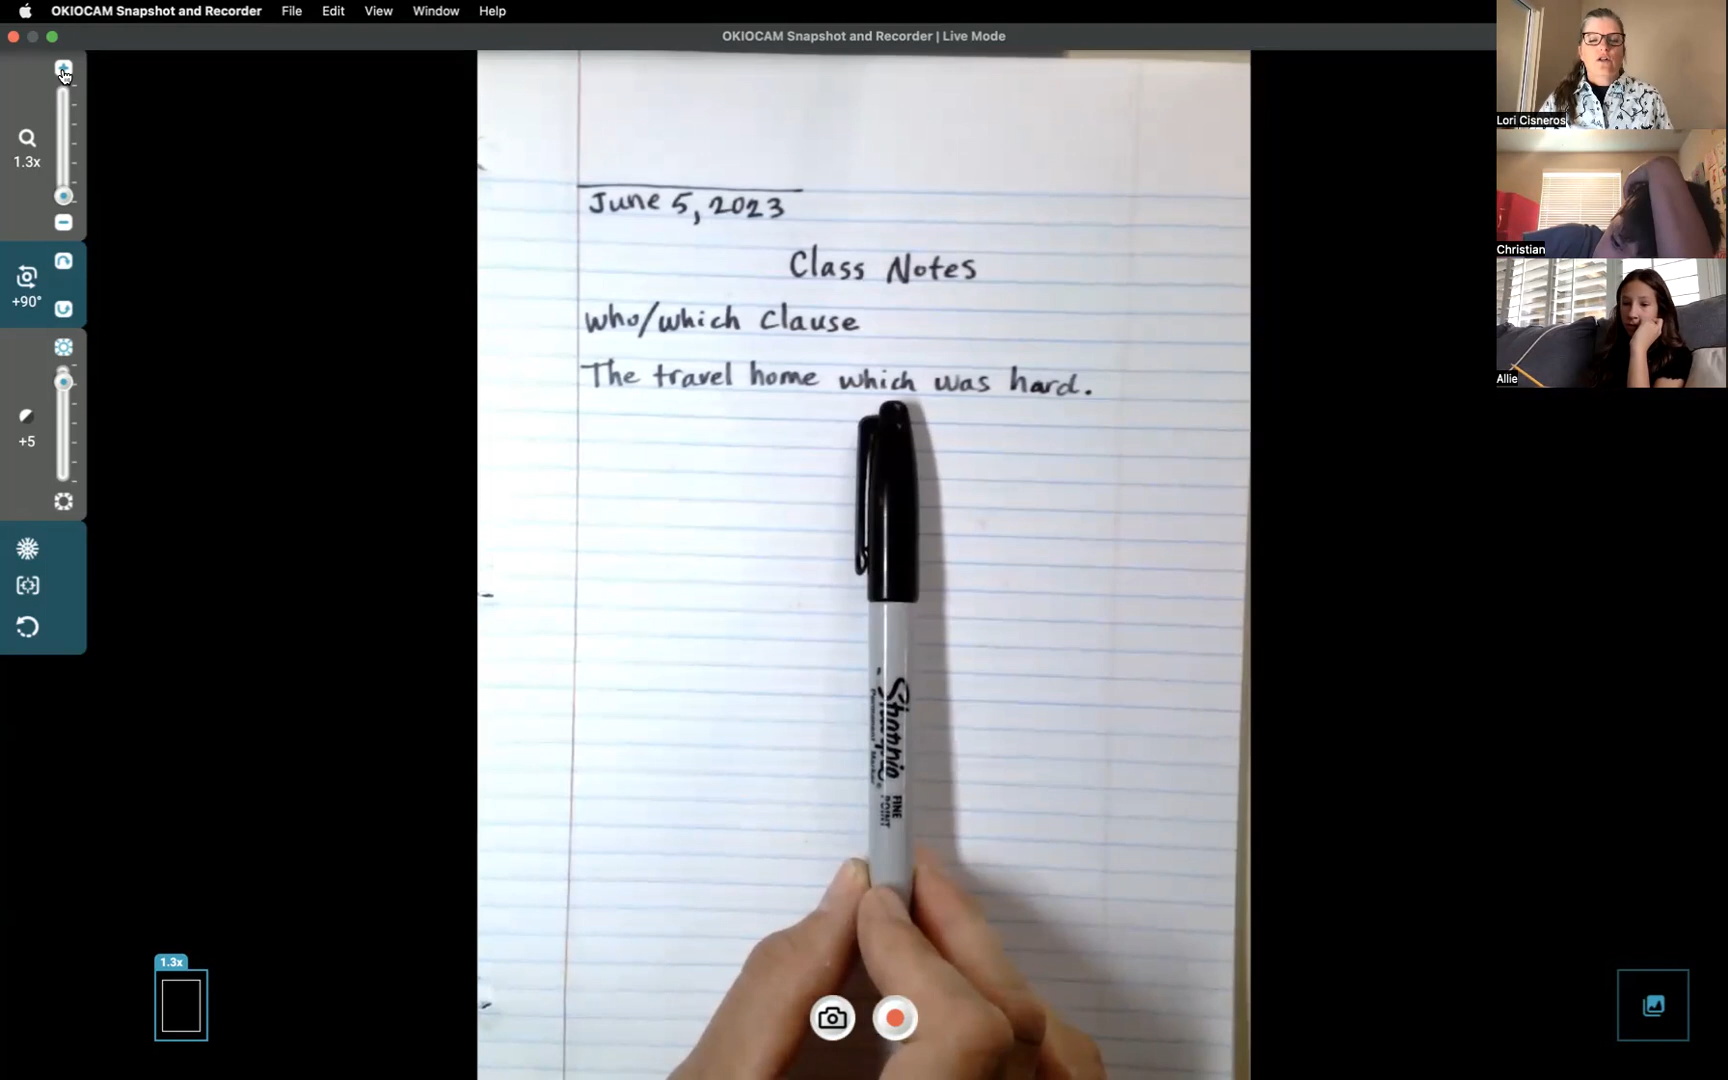 OKIOCAM Snapshot and Recorder File Edit View Window Help
OKIOCAM Snapshot and Recorder | Live Mode
1.3x
+90°
+5
June 5, 2023
Class Notes
who/which Clause
The travel home which was hard.
Sharpie
FINE
POINT
Permanent Marker
1.3x
Lori Cisneros
Christian
Allie